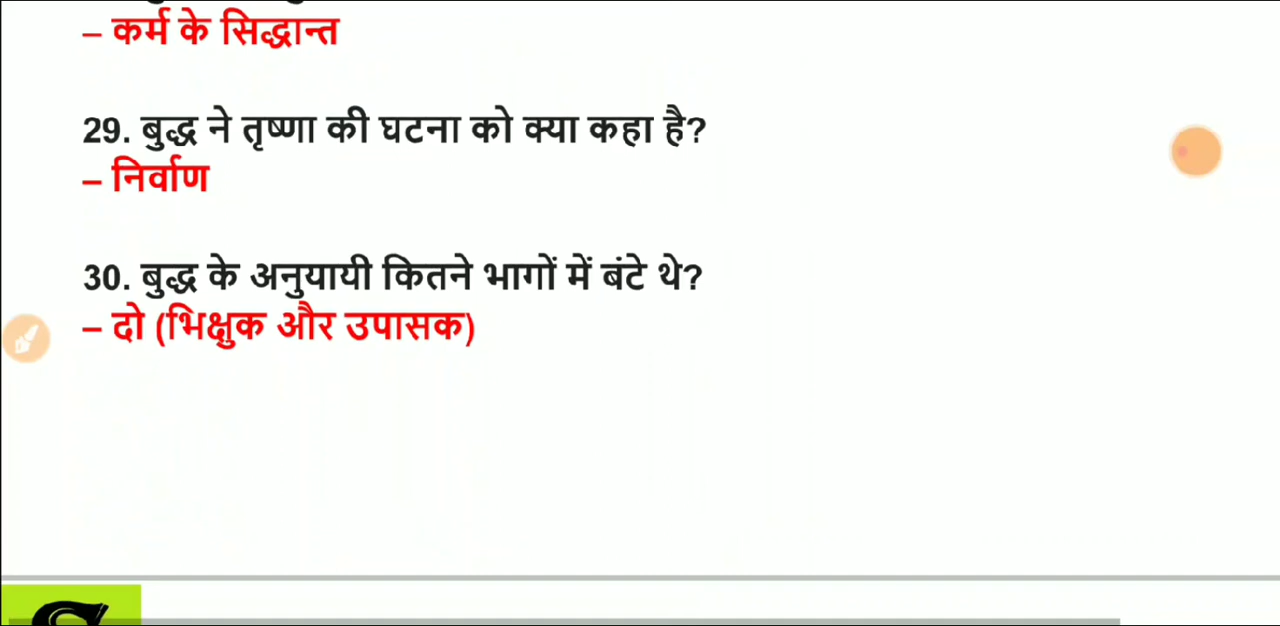 – कर्म के सिद्धान्त
29. बुद्ध ने तृष्णा की घटना को क्या कहा है?
– निर्वाण
30. बुद्ध के अनुयायी कितने भागों में बंटे थे?
– दो (भिक्षुक और उपासक)